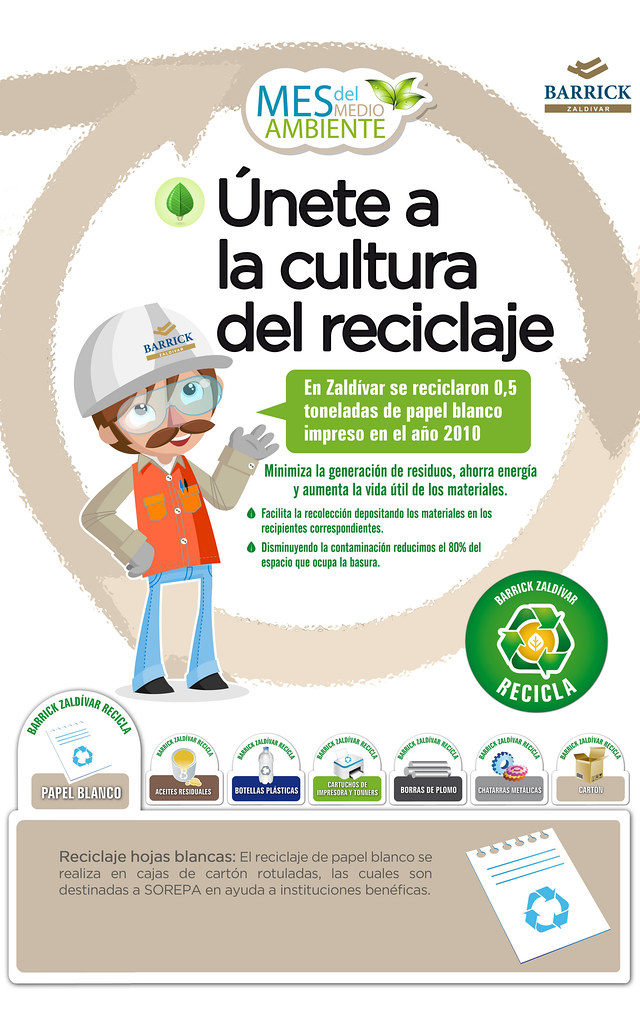 MES del
MEDIO
AMBIENTE
BARRICK
ZALDIVAR
Únete a
la cultura
del reciclaje
BARRICK
ZALDIVAR
En Zaldívar se reciclaron 0,5
toneladas de papel blanco
impreso en el año 2010
Minimiza la generación de residuos, ahorra energía
y aumenta la vida útil de los materiales.
Facilita la recolección depositando los materiales en los
recipientes correspondientes.
Disminuyendo la contaminación reducimos el 80% del
espacio que ocupa la basura.
BARRICK ZALDÍVAR
RECICLA
BARRICK ZALDÍVAR RECICLA
PAPEL BLANCO
BARRICK ZALDÍVAR RECICLA
ACEITES RESIDUALES
BARRICK ZALDÍVAR RECICLA
BOTELLAS PLÁSTICAS
BARRICK ZALDÍVAR RECICLA
CARTUCHOS DE
IMPRESORA Y TONNERS
BARRICK ZALDÍVAR RECICLA
BORRAS DE PLOMO
BARRICK ZALDÍVAR RECICLA
CHATARRAS METÁLICAS
BARRICK ZALDÍVAR RECICLA
CARTON
Reciclaje hojas blancas: El reciclaje de papel blanco se
realiza en cajas de cartón rotuladas, las cuales son
destinadas a SOREPA en ayuda a instituciones benéficas.